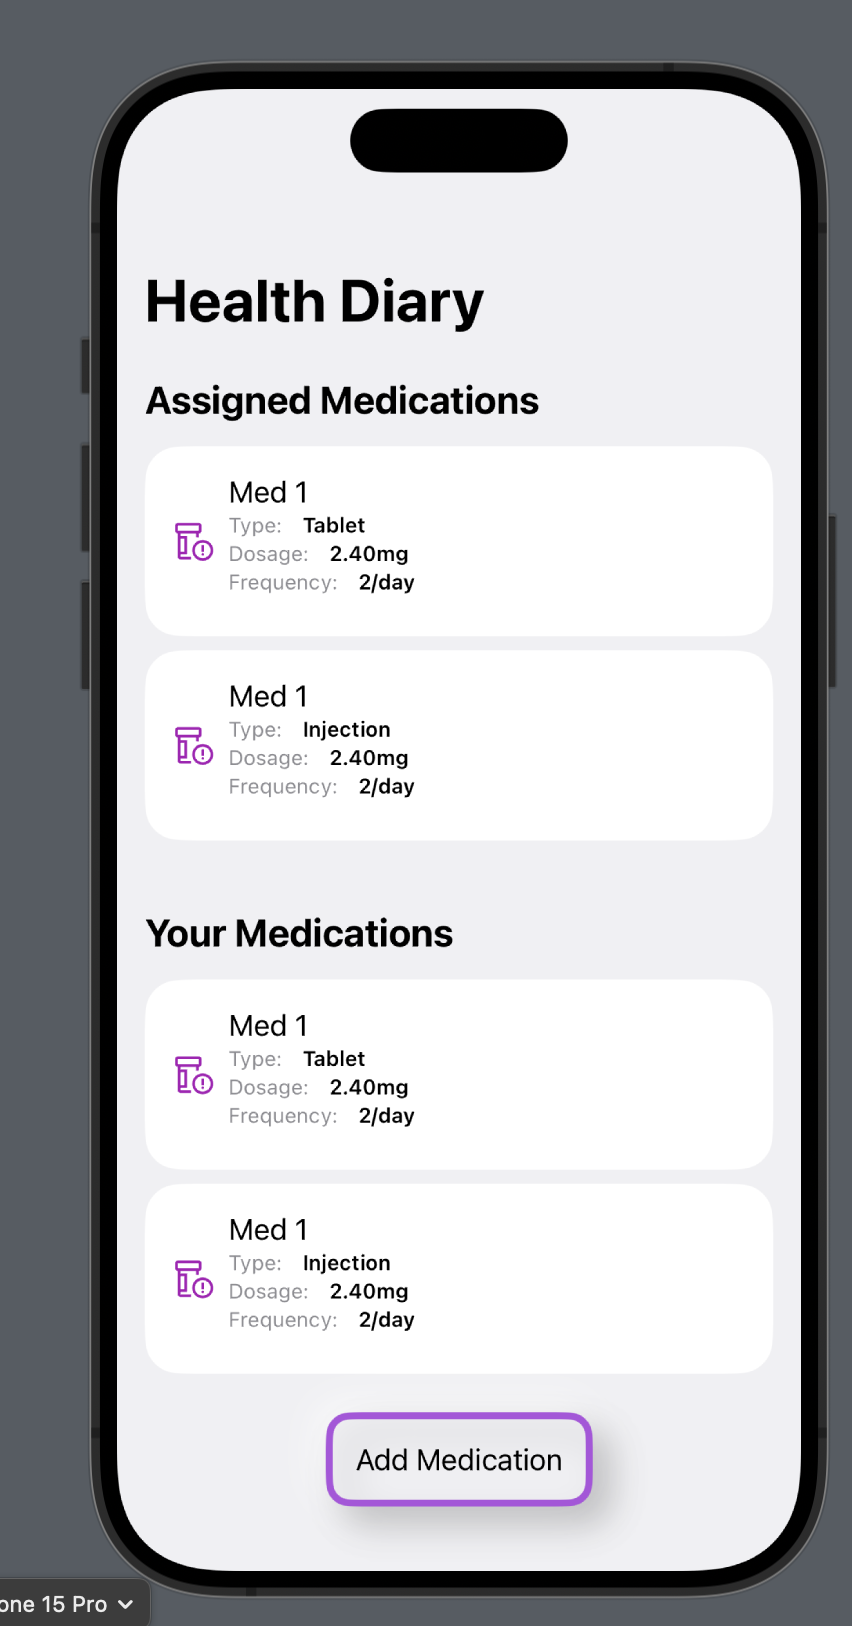 Health Diary
Assigned Medications
Med 1
Type: Tablet
Dosage: 2.40mg
Frequency: 2/day
Med 1
Type: Injection
Dosage: 2.40mg
Frequency: 2/day
Your Medications
Med 1
Type: Tablet
Dosage: 2.40mg
Frequency: 2/day
Med 1
Type: Injection
Dosage: 2.40mg
Frequency: 2/day
Add Medication
one 15 Pro